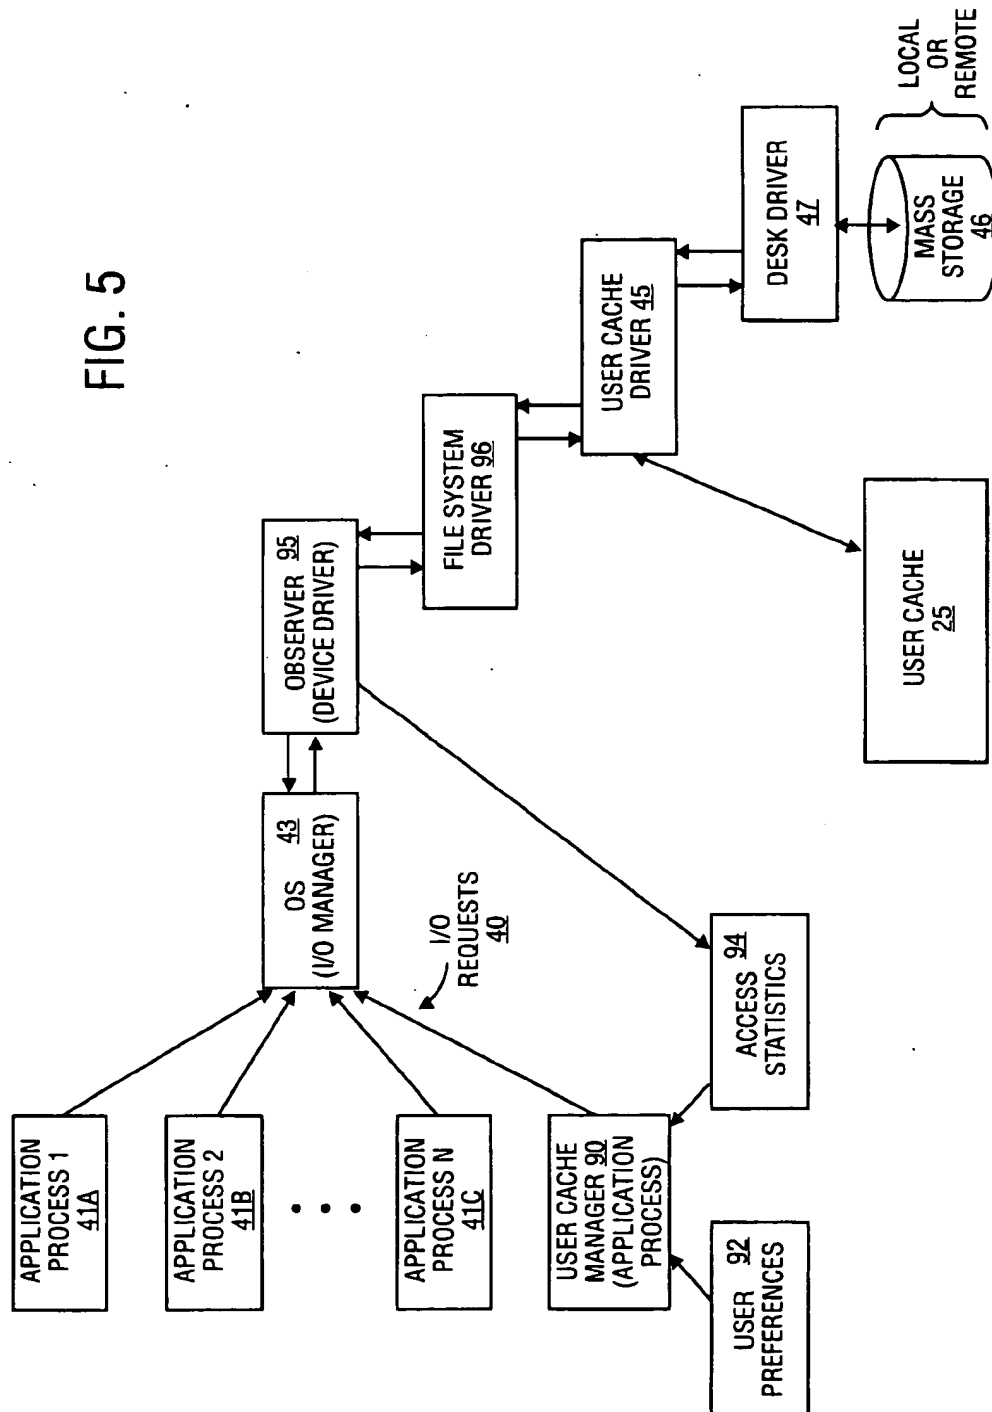 FIG. 5
APPLICATION
PROCESS 1
41A
APPLICATION
PROCESS 2
41B
APPLICATION
PROCESS N
41C
USER CACHE
MANAGER 90
(APPLICATION
PROCESS)
USER 92
PREFERENCES
ACCESS 94
STATISTICS
I/O
REQUESTS
40
OS 43
(I/O MANAGER)
OBSERVER 95
(DEVICE DRIVER)
FILE SYSTEM
DRIVER 96
USER CACHE
DRIVER 45
USER CACHE
25
DESK DRIVER
47
MASS
STORAGE
46
LOCAL
OR
REMOTE